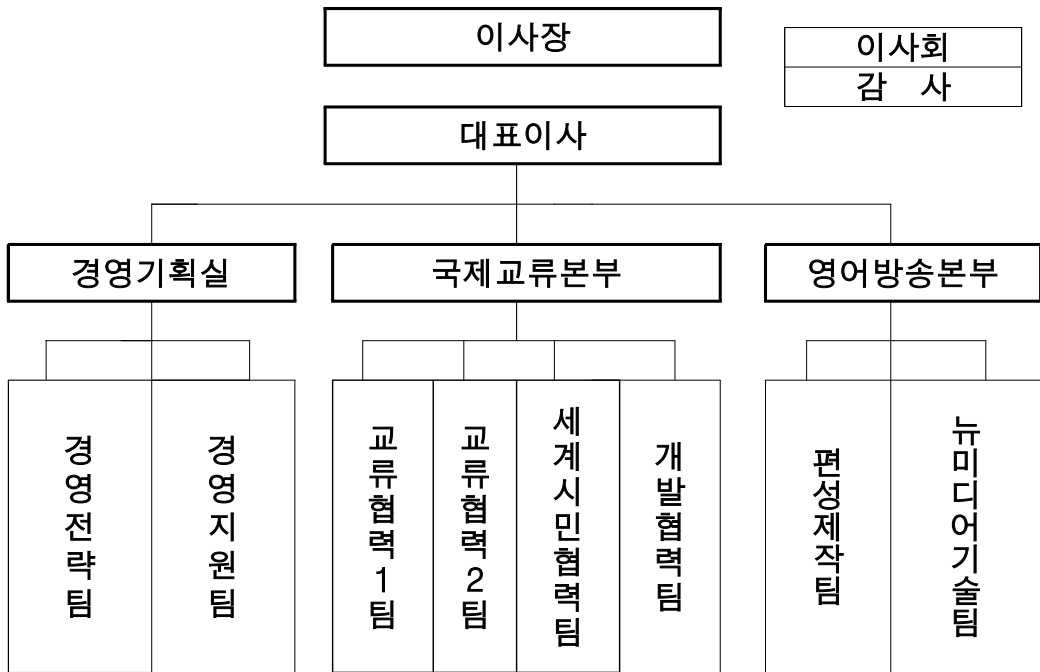 이사장
이사회
감 사
대표이사
경영기획실
국제교류본부
영어방송본부
경영전략팀
경영지원팀
교류협력1팀
교류협력2팀
세계시민협력팀
개발협력팀
편성제작팀
뉴미디어기술팀